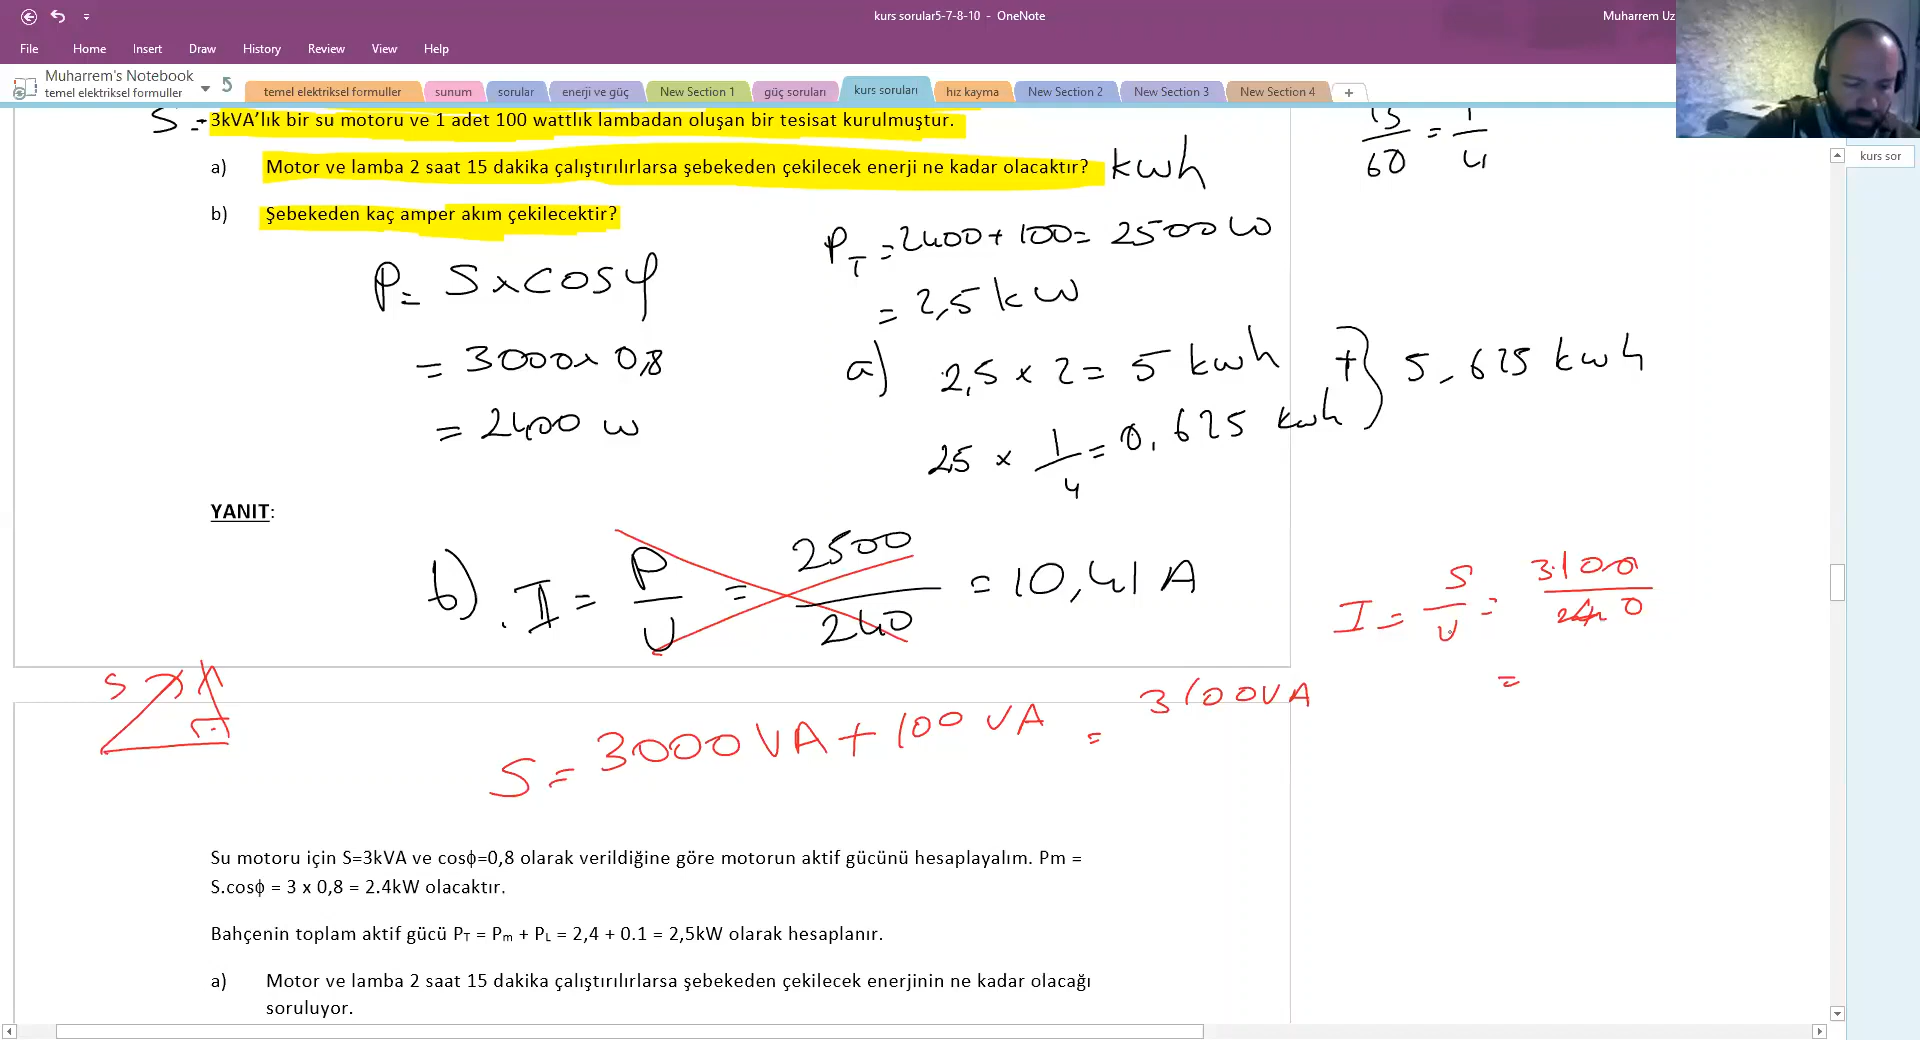 kurs sorular5-7-8-10 - OneNote
Muharrem Uz
File Home Insert Draw History Review View Help
Muharrem's Notebook
temel elektriksel formuller
temel elektriksel formuller sunum sorular enerji ve güç New Section 1 güç soruları kurs soruları hız kayma New Section 2 New Section 3 New Section 4 +
kurs sor
S = 3kVA'lık bir su motoru ve 1 adet 100 wattlık lambadan oluşan bir tesisat kurulmuştur.
15/60 = 1/4
a) Motor ve lamba 2 saat 15 dakika çalıştırılırlarsa şebekeden çekilecek enerji ne kadar olacaktır? kwh
b) Şebekeden kaç amper akım çekilecektir?
P = S x cos φ
= 3000 x 0,8
= 2400 w
PT = 2400 + 100 = 2500 W
= 2,5 kW
a) 2,5 x 2 = 5 kwh
25 x 1/4 = 0.625 kwh
+} 5.625 kwh
YANIT:
b) . I = P/U = 2500/240 = 10,41 A
I = S/U = 3100/240
=
S
S = 3000 VA + 100 VA = 3100 VA
Su motoru için S=3kVA ve cosϕ=0,8 olarak verildiğine göre motorun aktif gücünü hesaplayalım. Pm =
S.cosϕ = 3 x 0,8 = 2.4kW olacaktır.
Bahçenin toplam aktif gücü PT = Pm + PL = 2,4 + 0.1 = 2,5kW olarak hesaplanır.
a) Motor ve lamba 2 saat 15 dakika çalıştırılırlarsa şebekeden çekilecek enerjinin ne kadar olacağı
soruluyor.